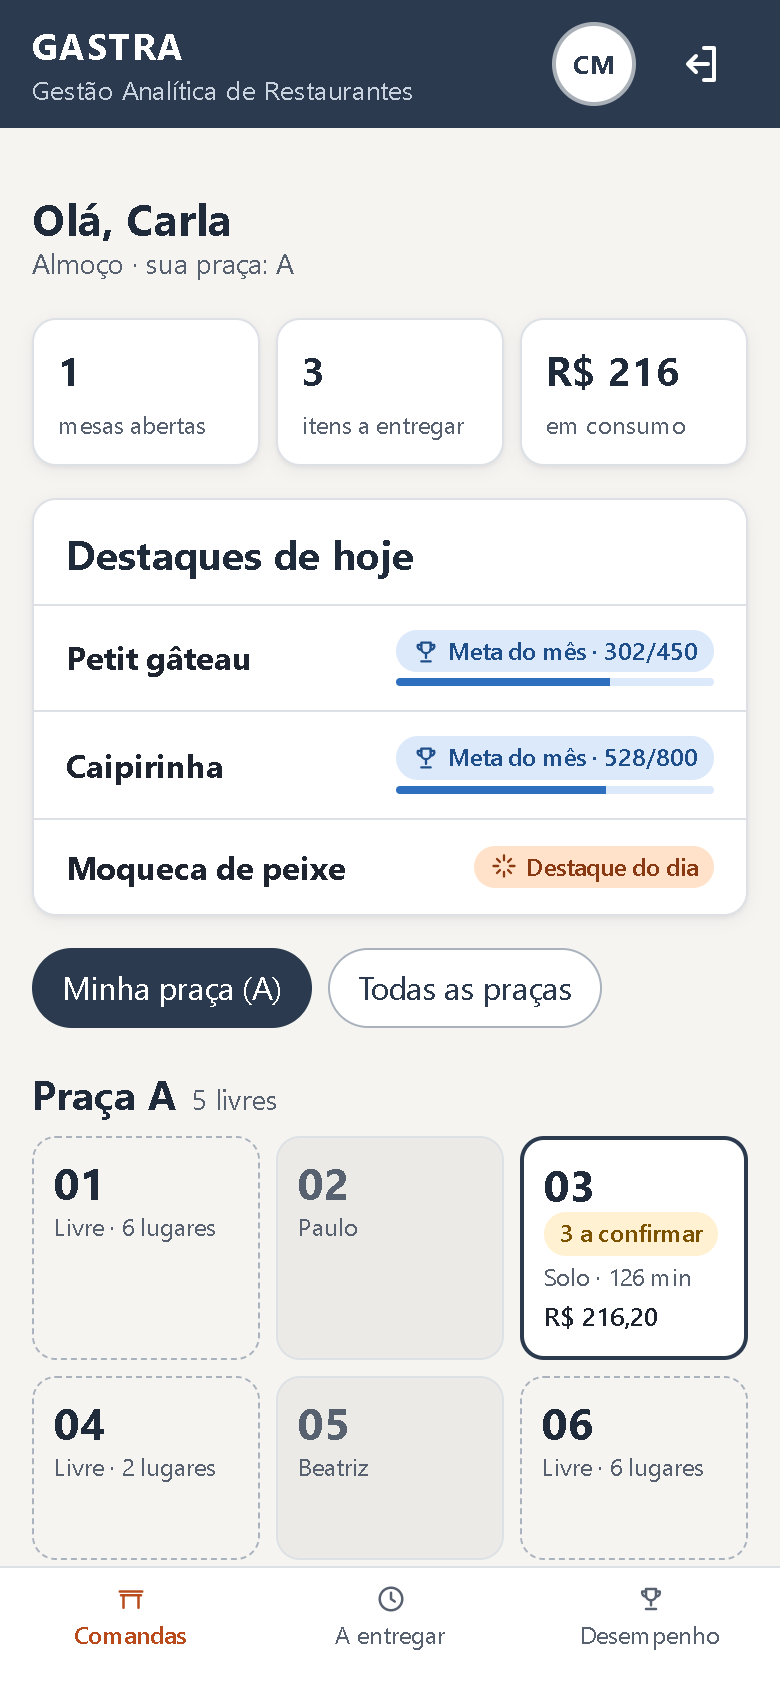 GASTRA
Gestão Analítica de Restaurantes
CM
Olá, Carla
Almoço · sua praça: A
1
mesas abertas
3
itens a entregar
R$ 216
em consumo
Destaques de hoje
Petit gâteau
Meta do mês · 302/450
Caipirinha
Meta do mês · 528/800
Moqueca de peixe
Destaque do dia
Minha praça (A)
Todas as praças
Praça A 5 livres
01
Livre · 6 lugares
02
Paulo
03
3 a confirmar
Solo · 126 min
R$ 216,20
04
Livre · 2 lugares
05
Beatriz
06
Livre · 6 lugares
Comandas
A entregar
Desempenho